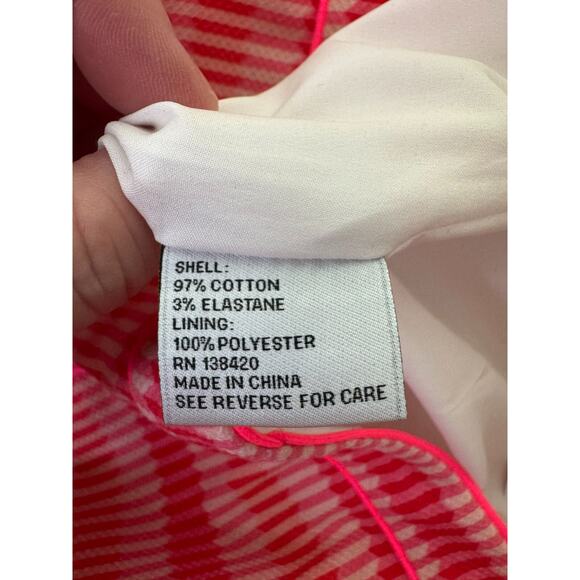 SHELL:
97% COTTON
3% ELASTANE
LINING:
100% POLYESTER
RN 138420
MADE IN CHINA
SEE REVERSE FOR CARE